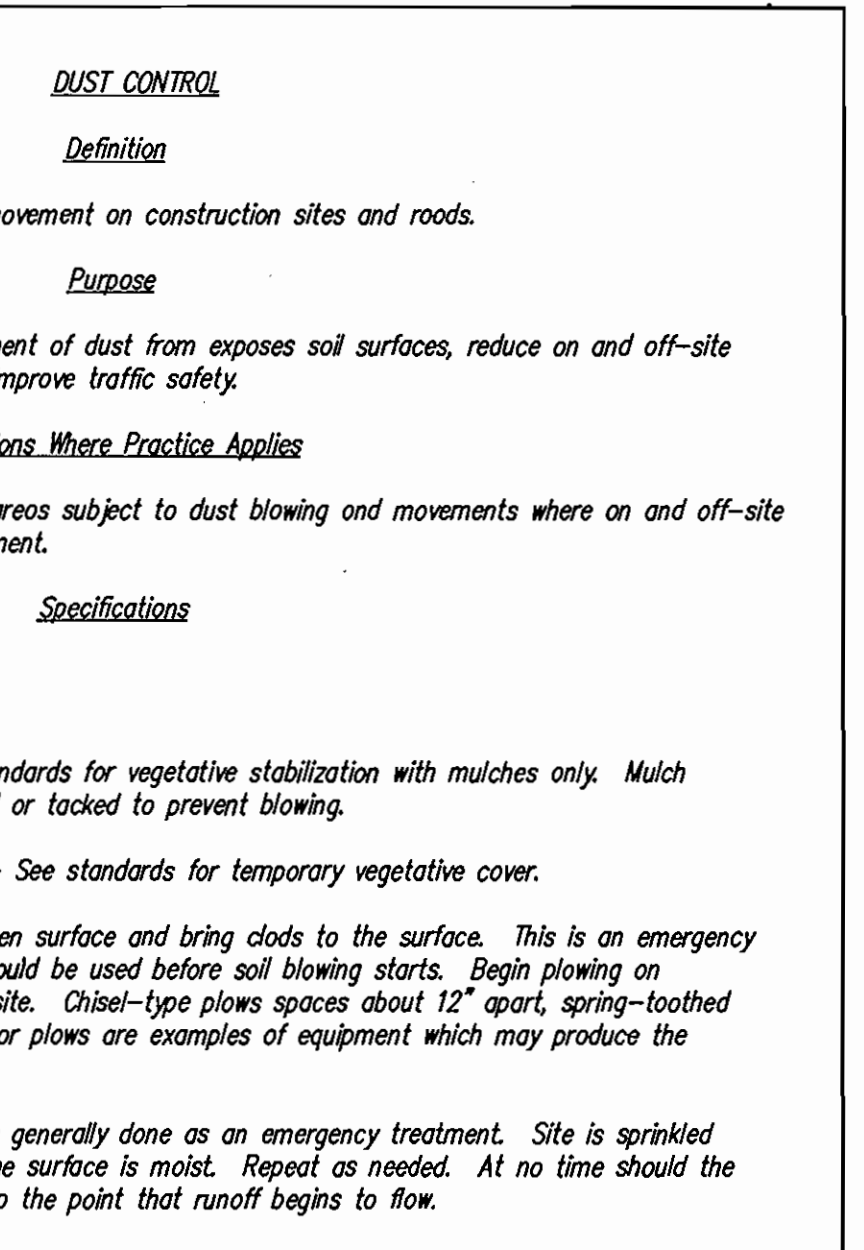 DUST CONTROL
Definition
ovement on construction sites and roods.
Purpose
ent of dust from exposes soil surfaces, reduce on and off-site
mprove traffic safety.
ons Where Practice Applies
reos subject to dust blowing ond movements where on and off-site
nent.
Specifications
ndards for vegetative stabilization with mulches only. Mulch
or tacked to prevent blowing.
See standards for temporary vegetative cover.
en surface and bring clods to the surface. This is an emergency
ould be used before soil blowing starts. Begin plowing on
site. Chisel-type plows spaces about 12" apart, spring-toothed
or plows are examples of equipment which may produce the
generally done as an emergency treatment. Site is sprinkled
e surface is moist. Repeat as needed. At no time should the
o the point that runoff begins to flow.